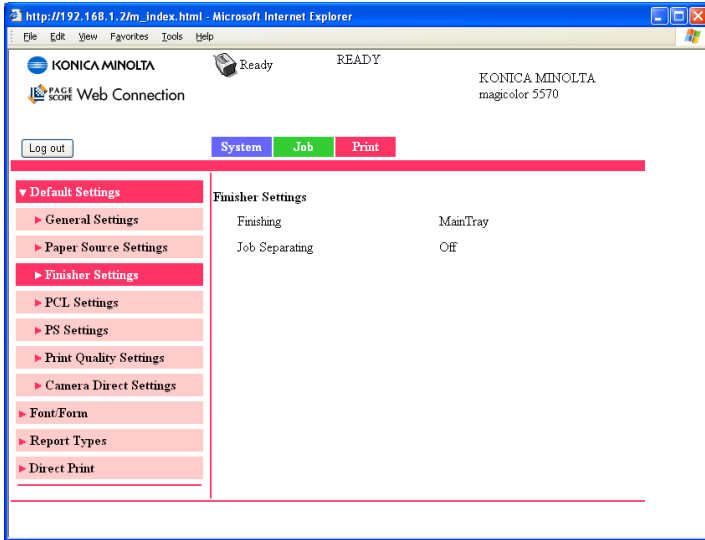 http://192.168.1.2/m_index.html - Microsoft Internet Explorer
File Edit View Favorites Tools Help
KONICA MINOLTA
Ready
READY
KONICA MINOLTA
magicolor 5570
PAGE SCOPE Web Connection
Log out
System Job Print
▼ Default Settings
► General Settings
► Paper Source Settings
► Finisher Settings
► PCL Settings
► PS Settings
► Print Quality Settings
► Camera Direct Settings
► Font/Form
► Report Types
► Direct Print
Finisher Settings
Finishing MainTray
Job Separating Off